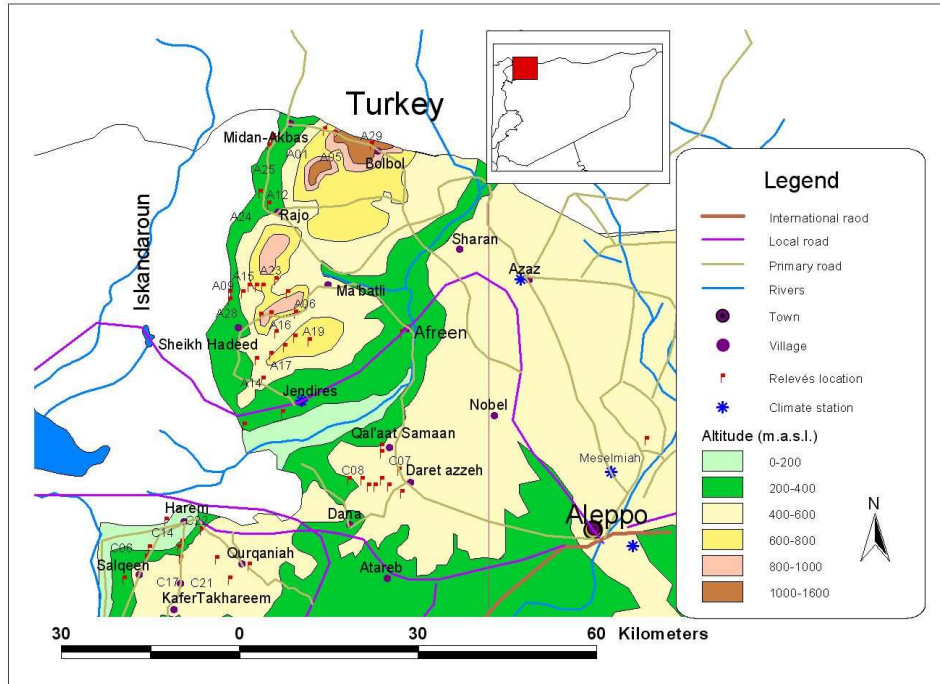 Turkey
Midan-Akbas
A29
A01
A05
Bolbol
A25
A12
A24
Rajo
Iskandaroun
Sharan
A23
A15
Azaz
A09
Ma'batli
A06
A28
A16
A19
Afreen
Sheikh Hadeed
A17
A14
Jendires
Nobel
Qal'aat Samaan
C07
Meselmiah
C08
Daret azzeh
Harem
Dana
Aleppo
C22
C14
C06
Qurqaniah
Salqeen
Atareb
C17
C21
KaferTakhareem
Legend
International raod
Local road
Primary road
Rivers
Town
Village
Relevés location
Climate station
Altitude (m.a.s.l.)
0-200
200-400
400-600
600-800
800-1000
1000-1600
N
30 0 30 60 Kilometers